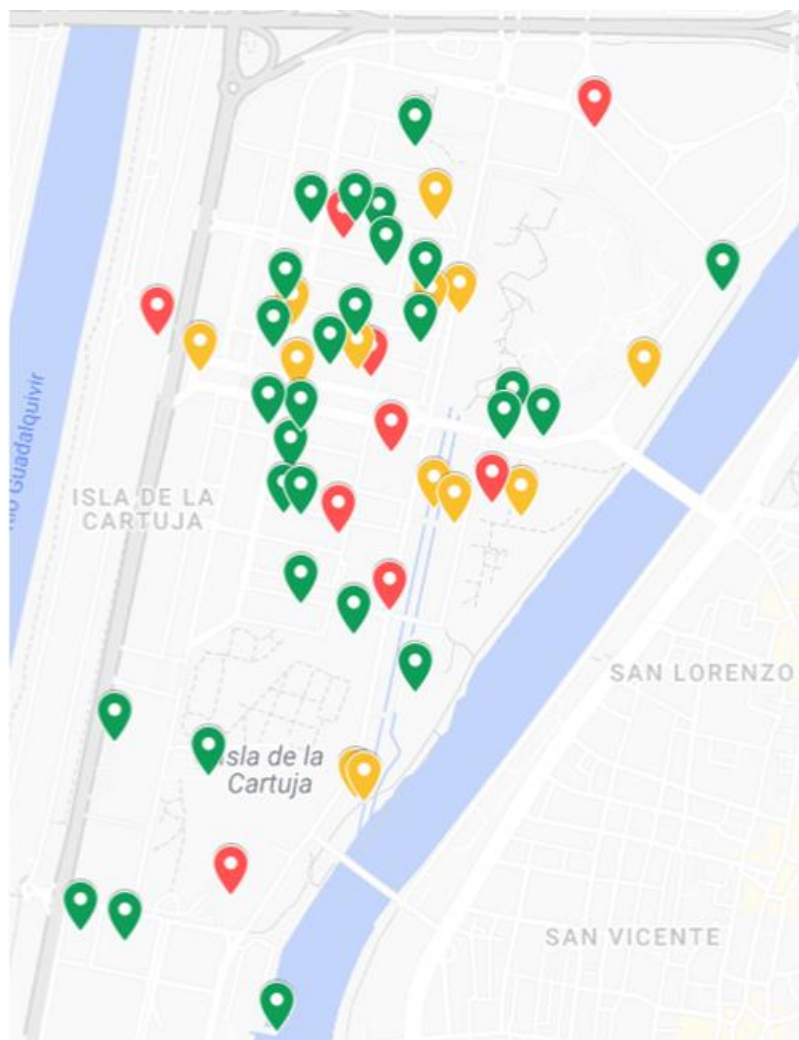 Río Guadalquivir
ISLA DE LA
CARTUJA
SAN LORENZO
Isla de la
Cartuja
SAN VICENTE